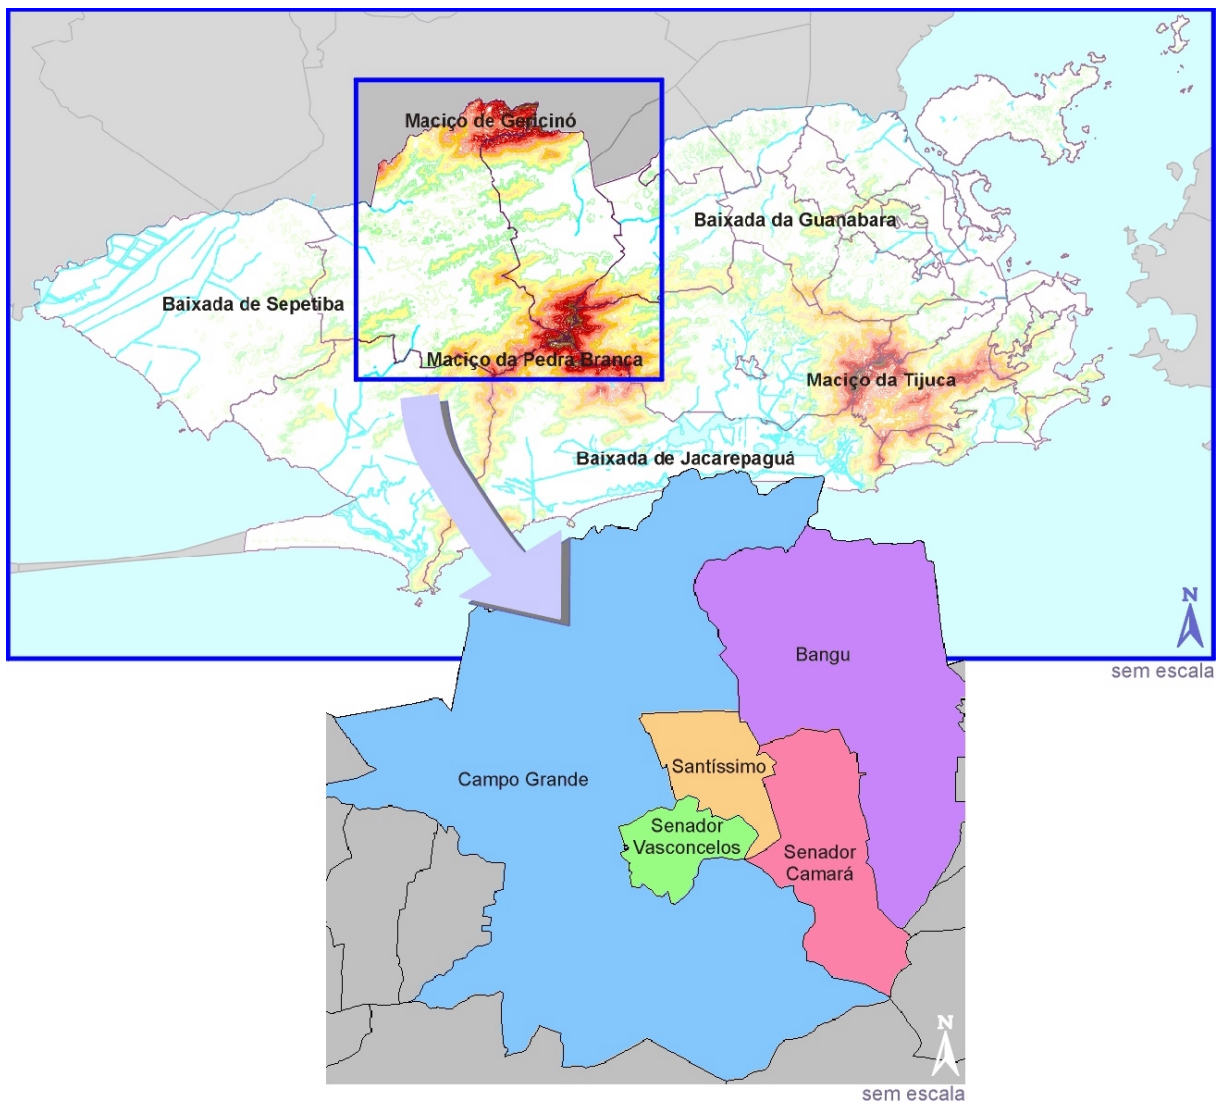 Maciço de Gericinó
Baixada da Guanabara
Baixada de Sepetiba
Maciço da Pedra Branca
Maciço da Tijuca
Baixada de Jacarepaguá
N
sem escala
Bangu
Santíssimo
Campo Grande
Senador
Vasconcelos
Senador
Camará
N
sem escala